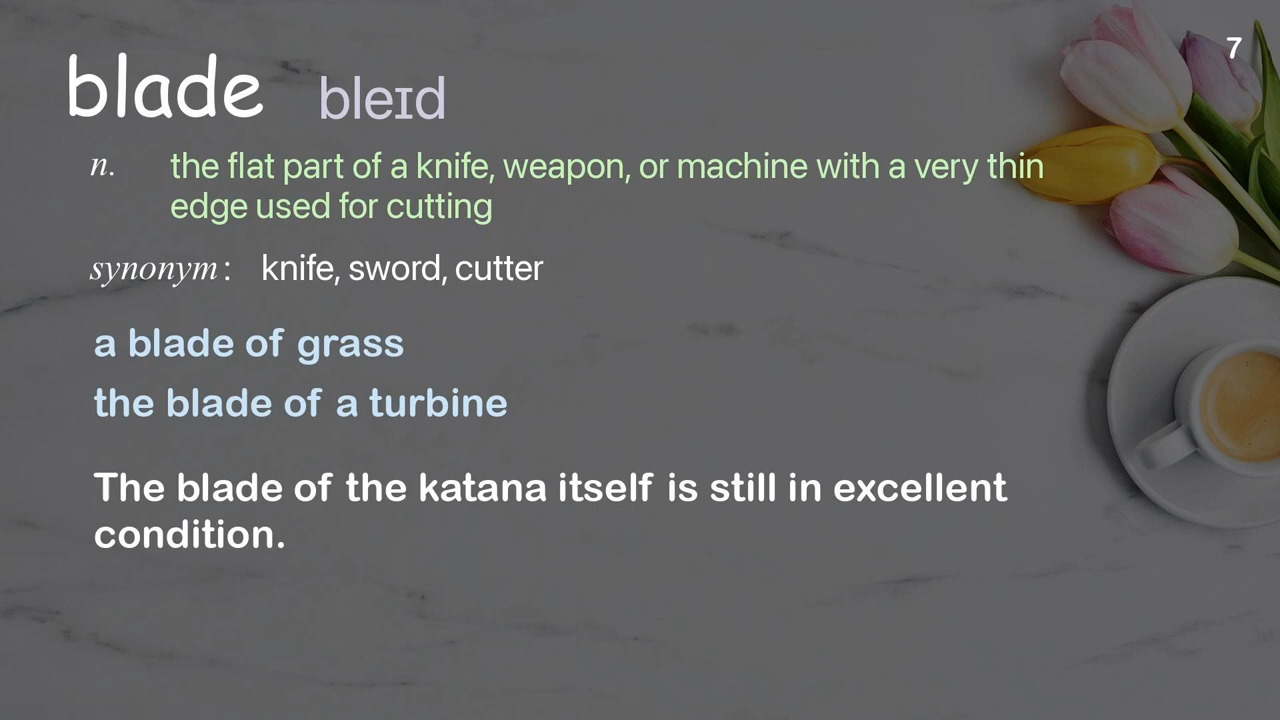 7
blade bleɪd
n. the flat part of a knife, weapon, or machine with a very thin
edge used for cutting
synonym: knife, sword, cutter
a blade of grass
the blade of a turbine
The blade of the katana itself is still in excellent
condition.